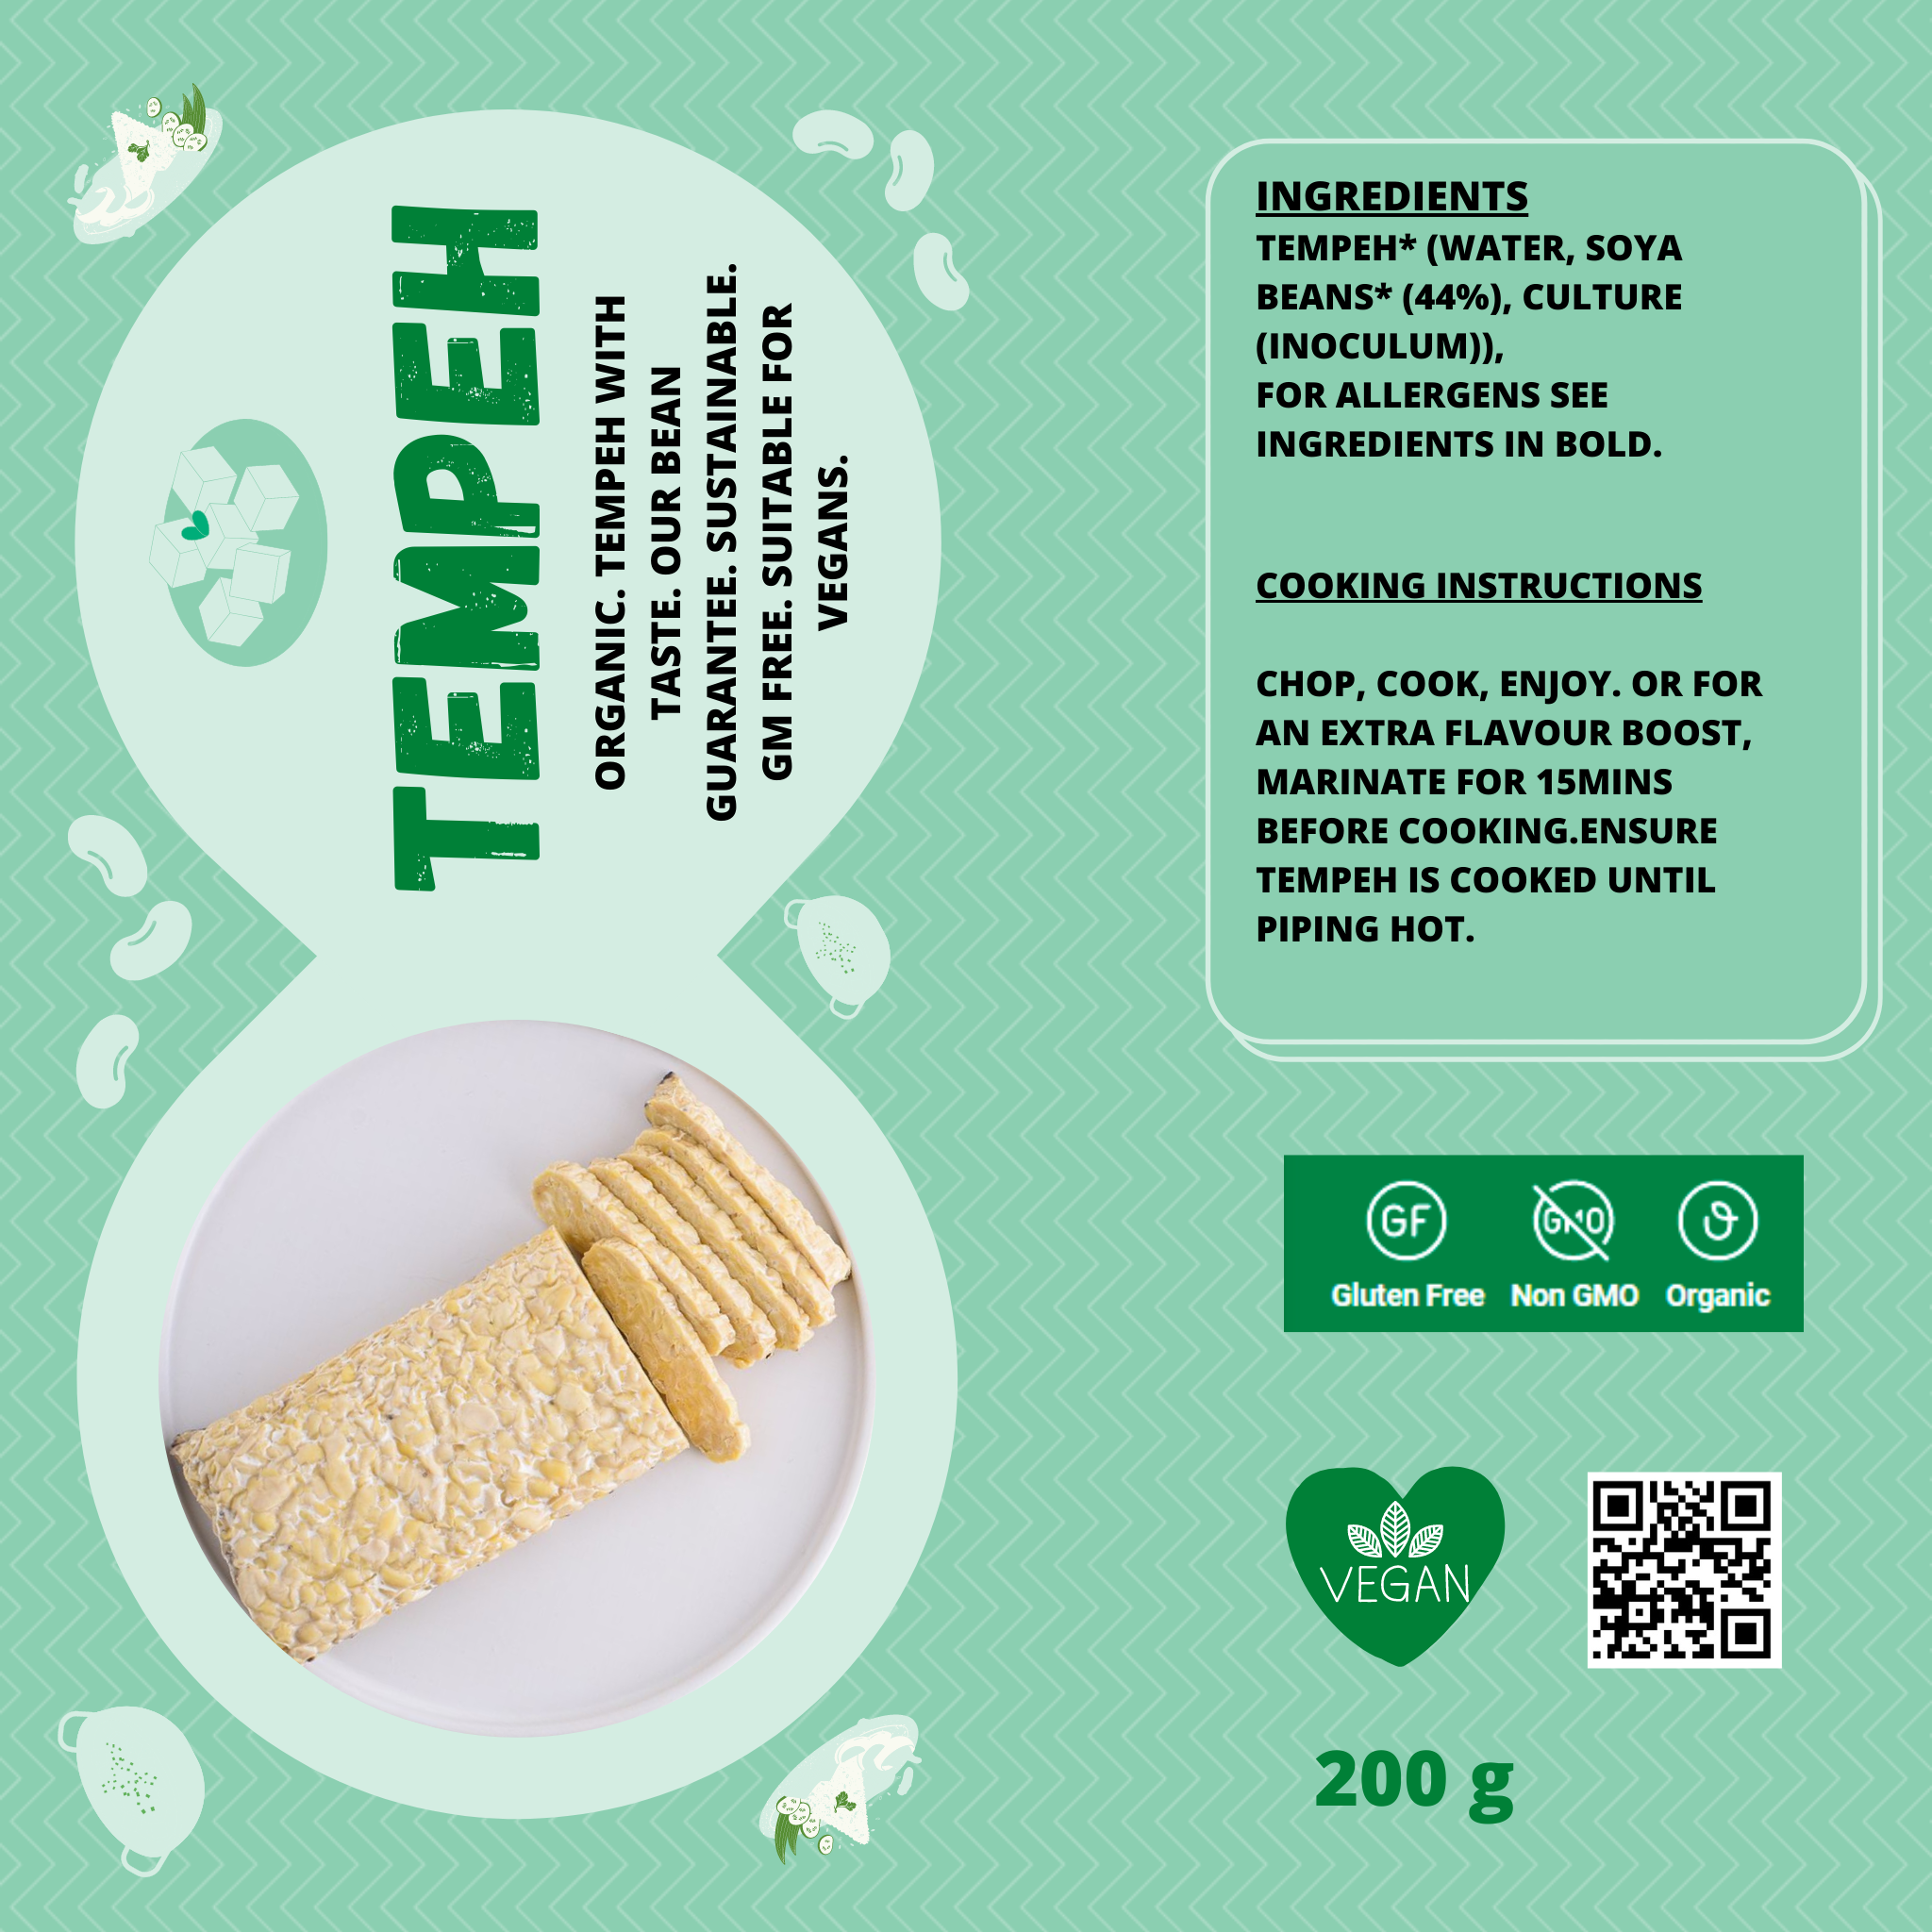 TEMPEH
ORGANIC. TEMPEH WITH
TASTE. OUR BEAN
GUARANTEE. SUSTAINABLE.
GM FREE. SUITABLE FOR
VEGANS.
INGREDIENTS
TEMPEH* (WATER, SOYA
BEANS* (44%), CULTURE
(INOCULUM)),
FOR ALLERGENS SEE
INGREDIENTS IN BOLD.
COOKING INSTRUCTIONS
CHOP, COOK, ENJOY. OR FOR
AN EXTRA FLAVOUR BOOST,
MARINATE FOR 15MINS
BEFORE COOKING.ENSURE
TEMPEH IS COOKED UNTIL
PIPING HOT.
GF GMO
Gluten Free Non GMO Organic
VEGAN
200 g